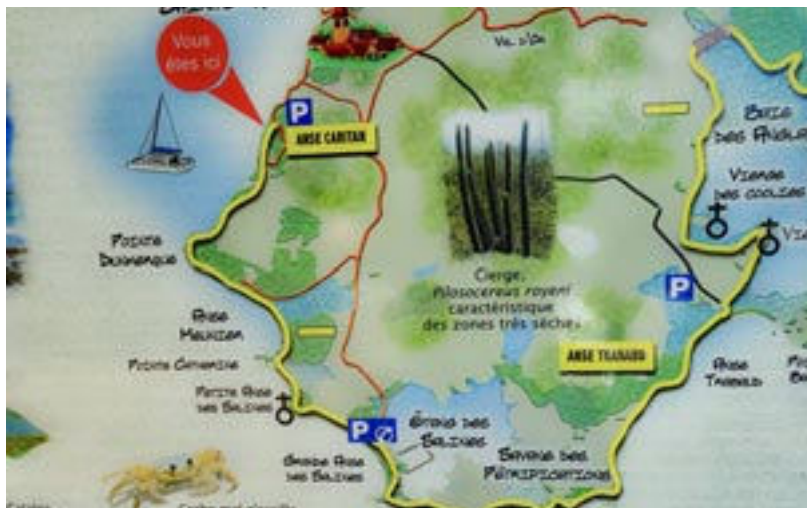 Vous
êtes ici
Val d'Or
P
ANSE CARITAN
Baie
des Anglais
Vierge
des Coolies
Pointe
Dunkerque
Cierge,
Pilosocereus royeni
caractéristique
des zones très sèches
P
Anse
Meunier
Pointe Catherine
ANSE TRABAUD
Anse
Trabaud
Petite Anse
des Salines
P
Étang des
Salines
Grande Anse
des Salines
Savane des
Pétrifications